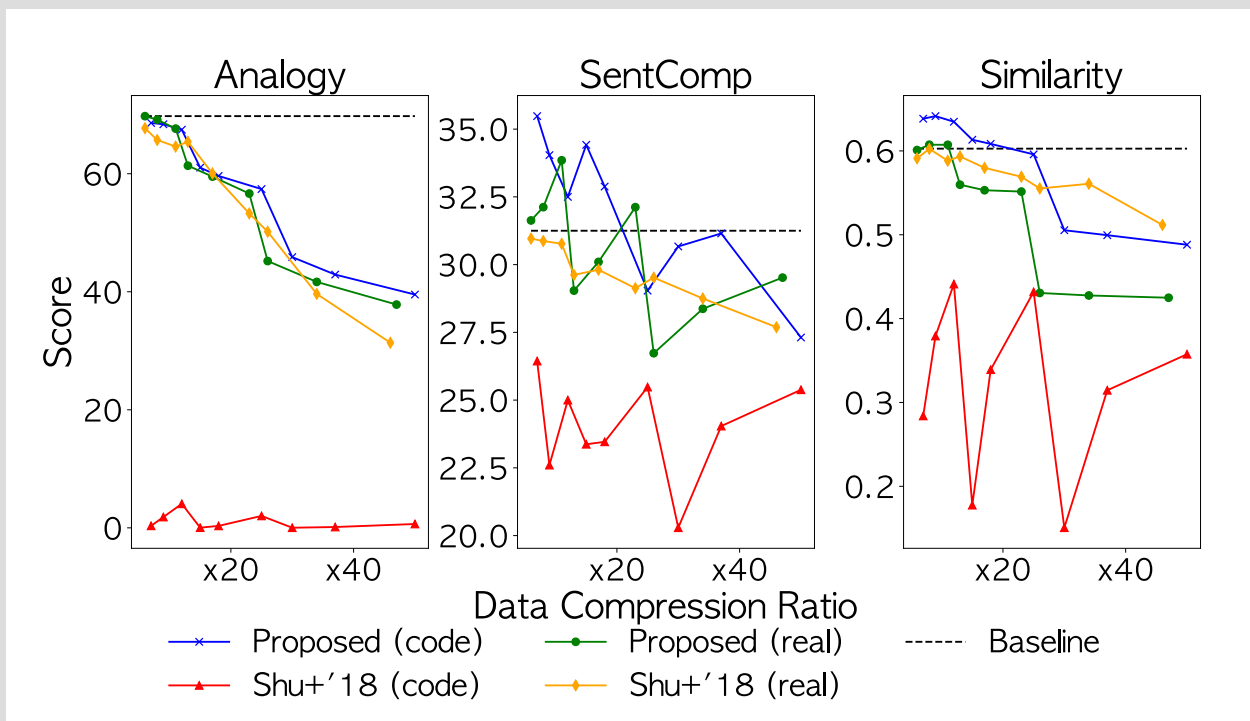 Analogy SentComp Similarity
Score
60
40
20
0
35.0
32.5
30.0
27.5
25.0
22.5
20.0
0.6
0.5
0.4
0.3
0.2
x20 x40 x20 x40 x20 x40
Data Compression Ratio
Proposed (code) Proposed (real) Baseline
Shu+'18 (code) Shu+'18 (real)